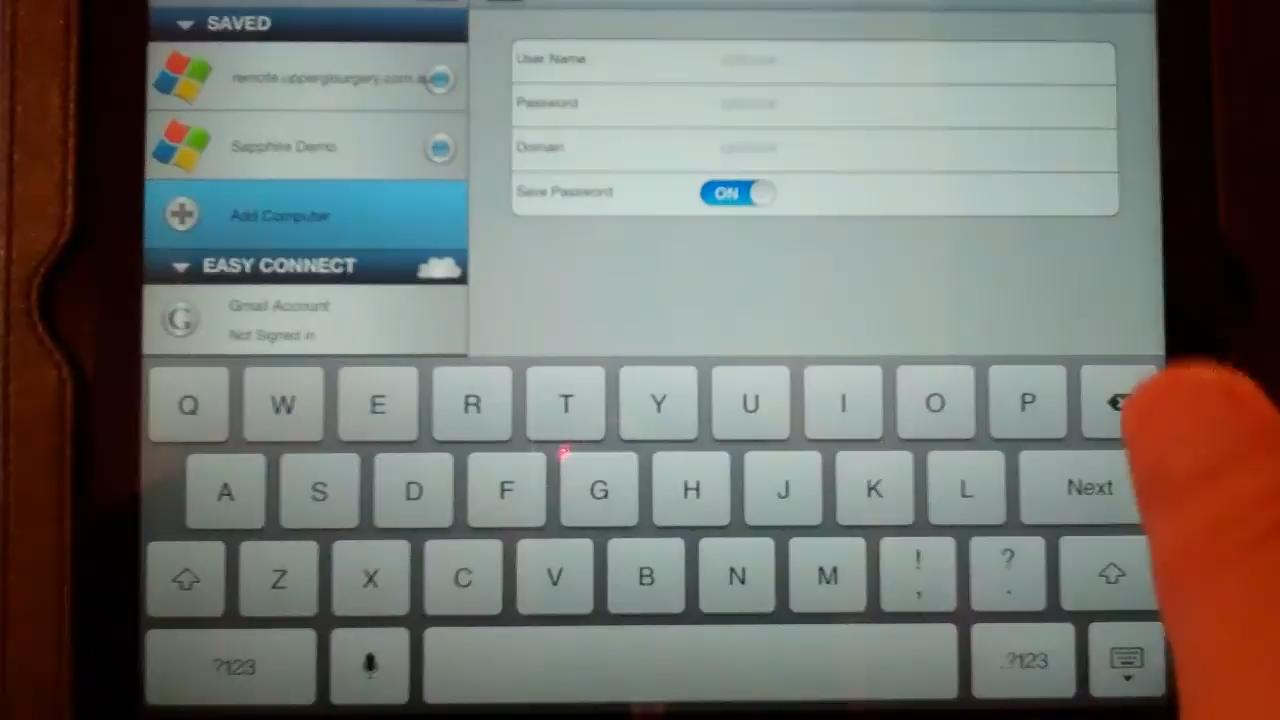 SAVED
Sapphire Demo
Add Computer
EASY CONNECT
G
Gmail Account
Not Signed in
User Name
Password
Domain
Save Password
ON
Q W E R T Y U I O P
A S D F G H J K L Next
Z X C V B N M ! , ? .
?123
.?123